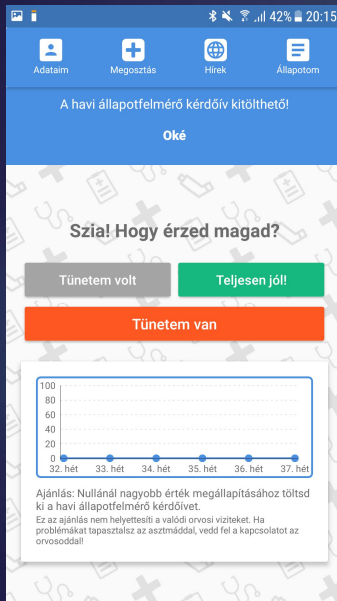 42% 20:15
Adataim Megosztás Hírek Állapotom
A havi állapotfelmérő kérdőív kitölthető!
Oké
Szia! Hogy érzed magad?
Tünetem volt Teljesen jól!
Tünetem van
100
80
60
40
20
0
32. hét 33. hét 34. hét 35. hét 36. hét 37. hét
Ajánlás: Nullánál nagyobb érték megállapításához töltsd
ki a havi állapotfelmérő kérdőívet.
Ez az ajánlás nem helyettesíti a valódi orvosi viziteket. Ha
problémákat tapasztalsz az asztmáddal, vedd fel a kapcsolatot az
orvosoddal!